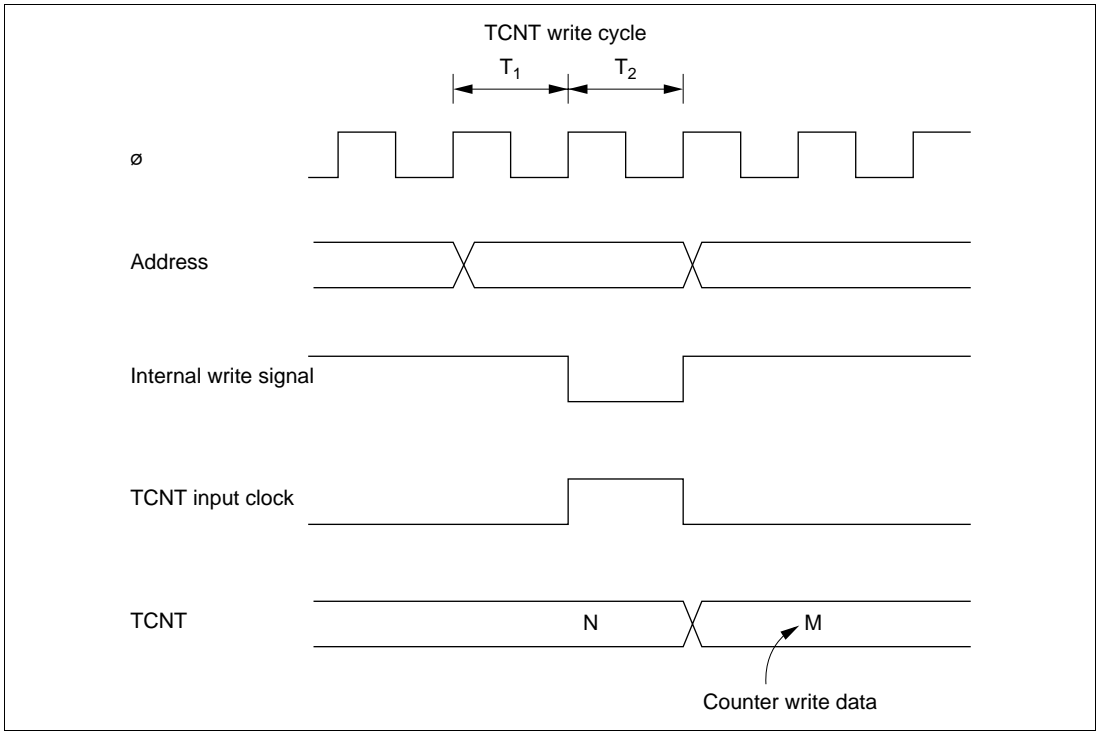 TCNT write cycle
T1 T2
ø
Address
Internal write signal
TCNT input clock
TCNT N M
Counter write data